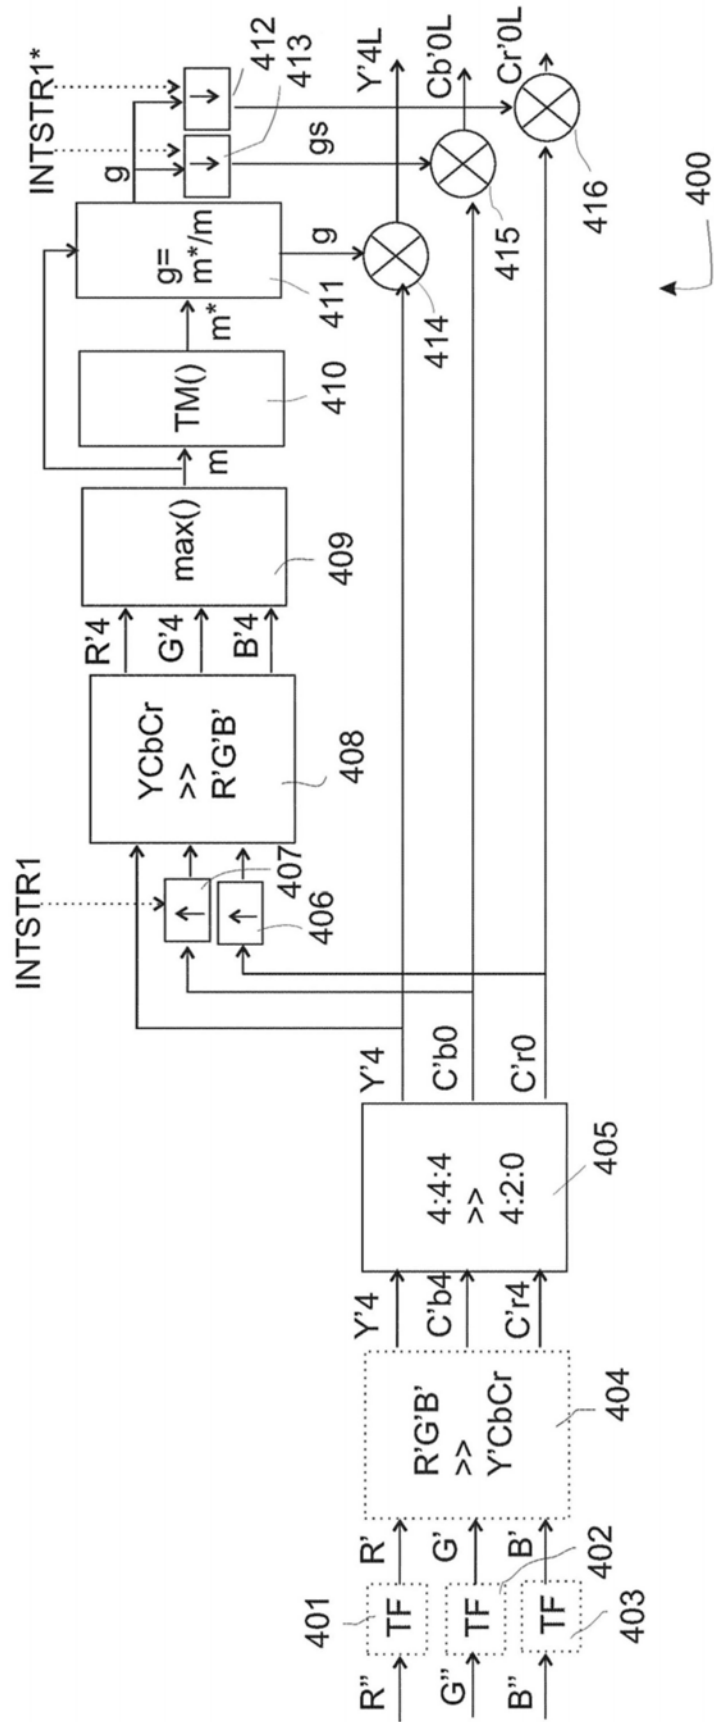 R"
G"
B"
TF
TF
TF
401
402
403
R'
G'
B'
R'G'B'
>>
Y'CbCr
404
Y'4
C'b4
C'r4
4:4:4
>>
4:2:0
405
Y'4
C'b0
C'r0
INTSTR1
407
406
YCbCr
>>
R'G'B'
408
R'4
G'4
B'4
max()
409
m
TM()
410
m*
g=
m*/m
411
g
g
INTSTR1*
412
413
gs
414
415
416
Y'4L
Cb'0L
Cr'0L
400